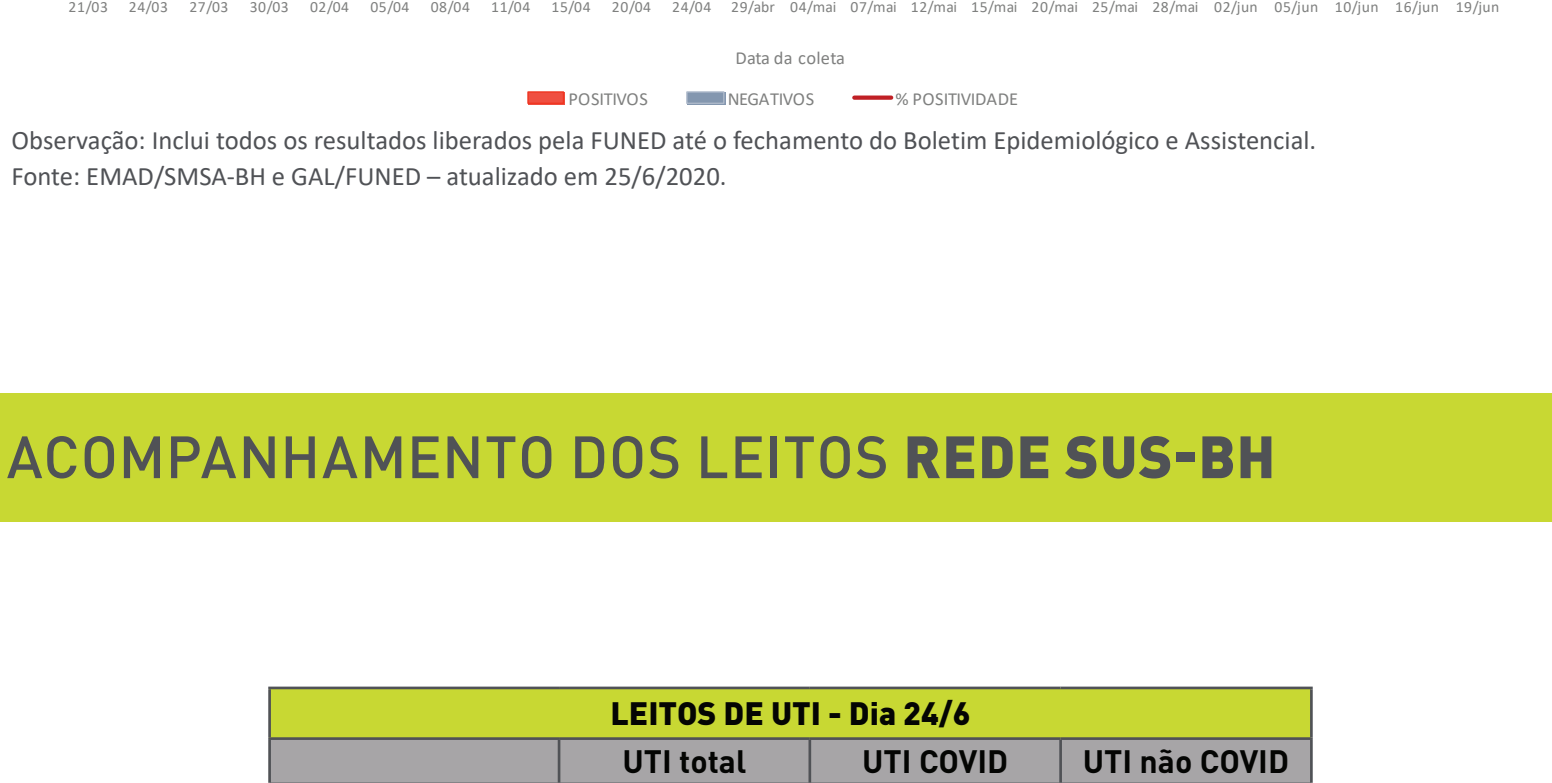 21/03 24/03 27/03 30/03 02/04 05/04 08/04 11/04 15/04 20/04 24/04 29/abr 04/mai 07/mai 12/mai 15/mai 20/mai 25/mai 28/mai 02/jun 05/jun 10/jun 16/jun 19/jun
Data da coleta
POSITIVOS NEGATIVOS % POSITIVIDADE
Observação: Inclui todos os resultados liberados pela FUNED até o fechamento do Boletim Epidemiológico e Assistencial.
Fonte: EMAD/SMSA-BH e GAL/FUNED – atualizado em 25/6/2020.
ACOMPANHAMENTO DOS LEITOS REDE SUS-BH
LEITOS DE UTI - Dia 24/6
UTI total UTI COVID UTI não COVID